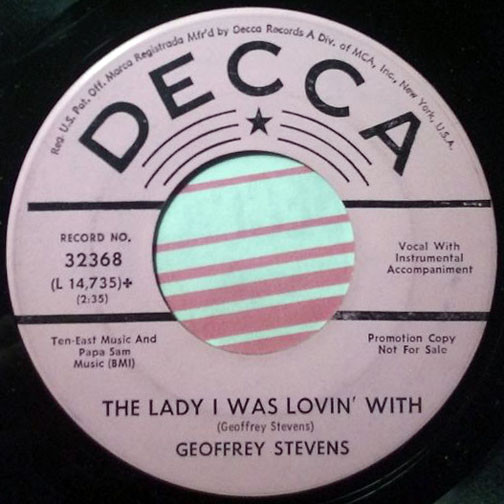 Reg U.S. Pat. Off. Marca Registrada Mfr'd by Decca Records A Div. of MCA, Inc., New York, U.S.A.
DECCA
RECORD NO.
32368
(L 14,735)+
(2:35)
Vocal With
Instrumental
Accompaniment
Ten-East Music And
Papa Sam
Music (BMI)
Promotion Copy
Not For Sale
THE LADY I WAS LOVIN' WITH
(Geoffrey Stevens)
GEOFFREY STEVENS